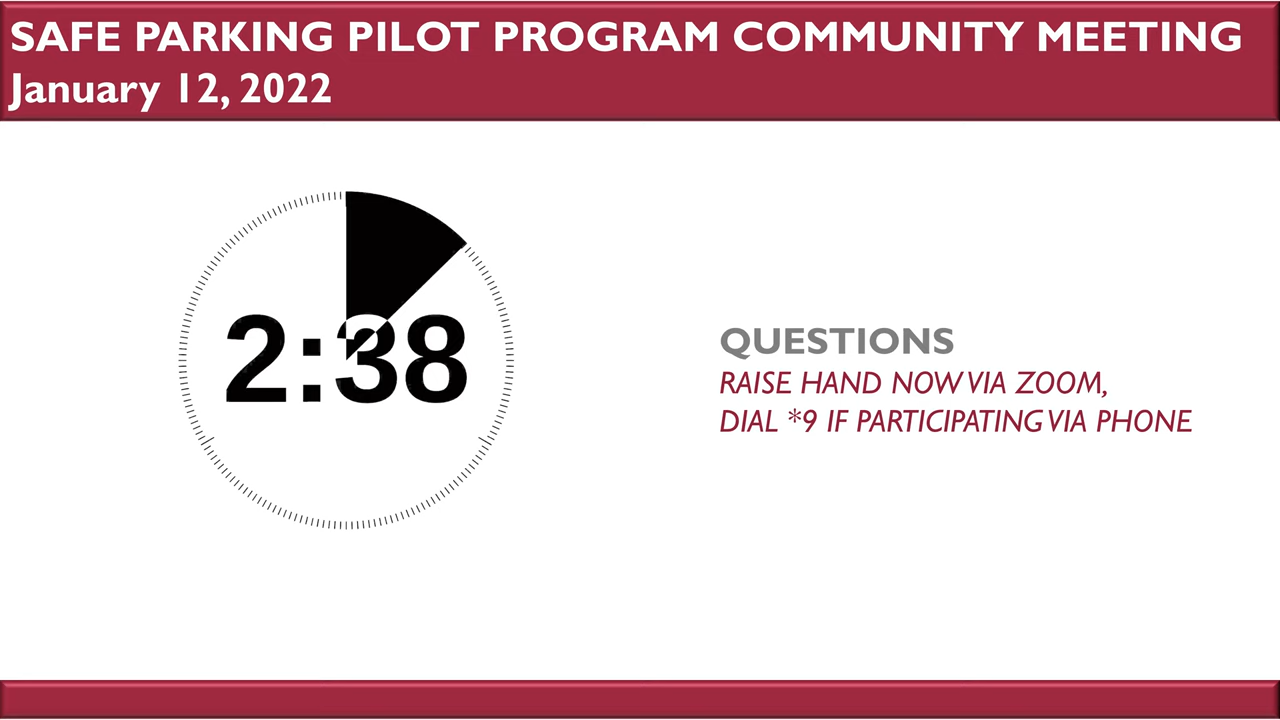 SAFE PARKING PILOT PROGRAM COMMUNITY MEETING
January 12, 2022
2:38
QUESTIONS
RAISE HAND NOW VIA ZOOM,
DIAL *9 IF PARTICIPATING VIA PHONE